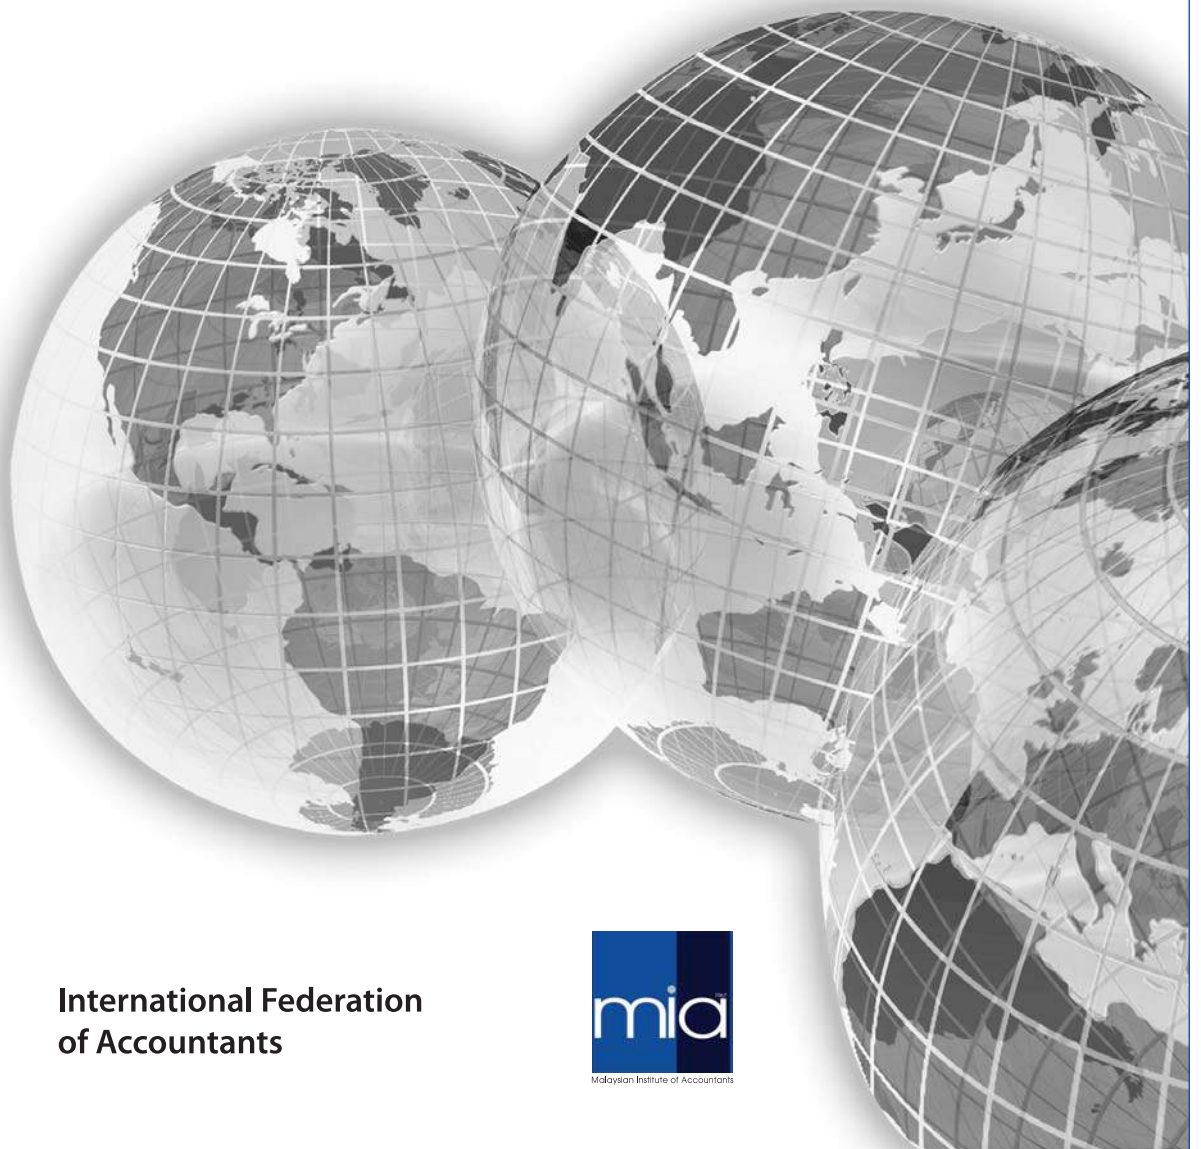 International Federation
of Accountants
mia
Malaysian Institute of Accountants